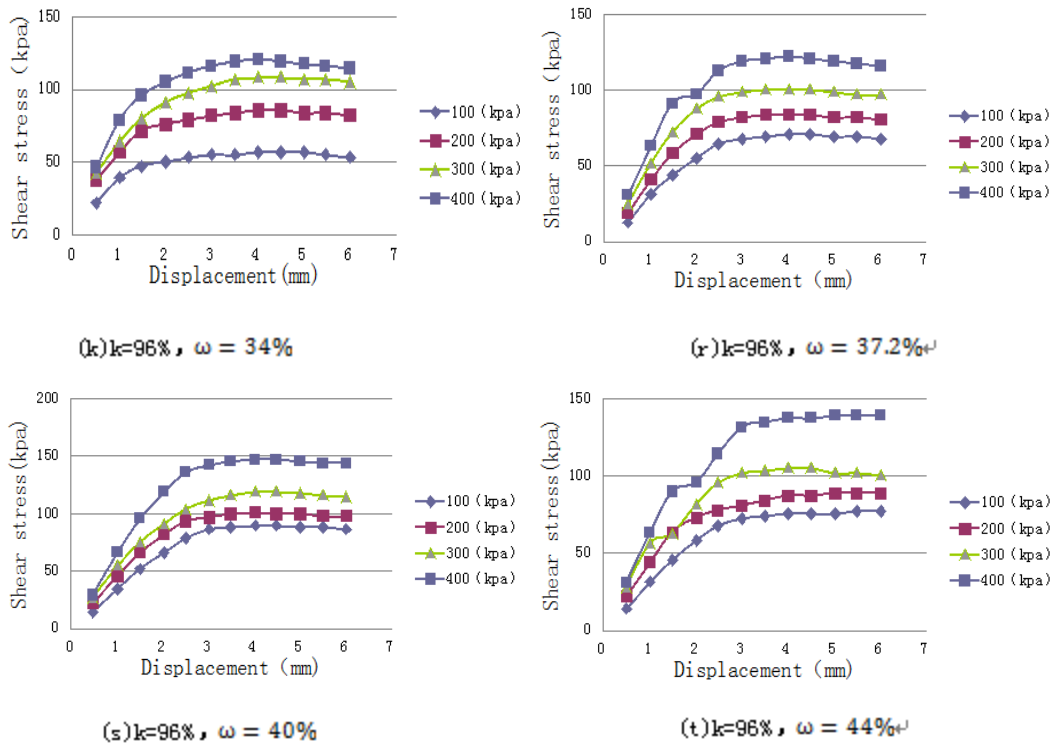 Shear stress (kpa)
150
100
50
0
0 1 2 3 4 5 6 7
Displacement(mm)
100 (kpa)
200 (kpa)
300 (kpa)
400 (kpa)
(k)k=96%, ω = 34%
Shear stress (kpa)
150
100
50
0
0 1 2 3 4 5 6 7
Displacement (mm)
100 (kpa)
200 (kpa)
300 (kpa)
400 (kpa)
(r)k=96%, ω = 37.2%↵
Shear stress(kpa)
200
150
100
50
0
0 1 2 3 4 5 6 7
Displacement (mm)
100 (kpa)
200 (kpa)
300 (kpa)
400 (kpa)
(s)k=96%, ω = 40%
Shear stress(kpa)
150
100
50
0
0 1 2 3 4 5 6 7
Displacement (mm)
100 (kpa)
200 (kpa)
300 (kpa)
400 (kpa)
(t)k=96%, ω = 44%↵